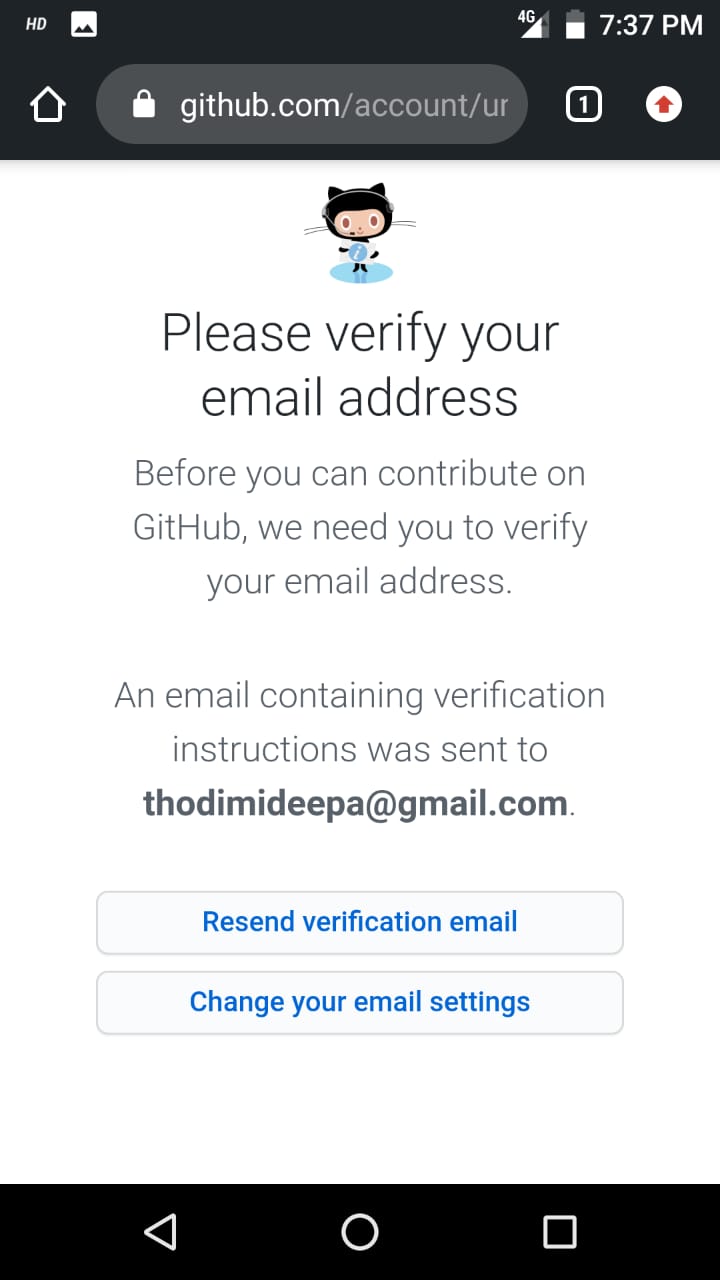 HD
4G
7:37 PM
github.com/account/ur
1
Please verify your
email address
Before you can contribute on
GitHub, we need you to verify
your email address.
An email containing verification
instructions was sent to
thodimideepa@gmail.com.
Resend verification email
Change your email settings